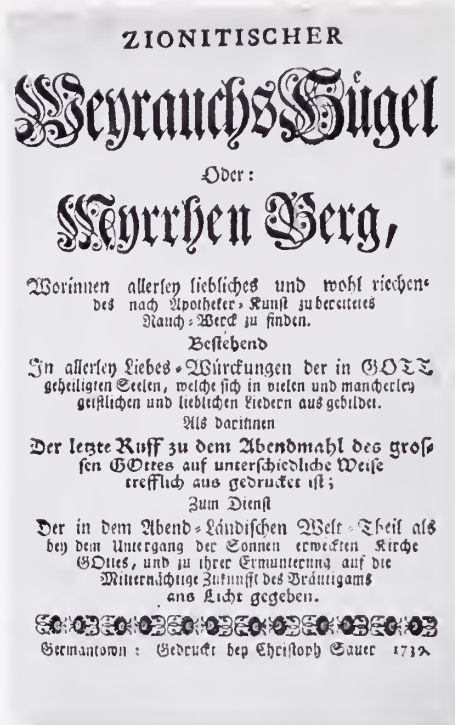 ZIONITISCHER
WeyrauchsHügel
Oder:
Myrrhen Berg,
Worinnen allerley liebliches und wohl riechen-
des nach Apotheker-Kunst zubereitetes
Rauch-Werck zu finden.
Bestehend
In allerley Liebes-Würckungen der in GOTT
geheiligten Seelen, welche sich in vielen und mancherley
geistlichen und lieblichen Liedern aus gebildet.
Als darinnen
Der letzte Ruff zu dem Abendmahl des gros-
sen GOttes auf unterschiedliche Weise
trefflich aus gedrucket ist;
Zum Dienst
Der in dem Abend-Ländischen Welt-Theil als
bey dem Untergang der Sonnen erweckten Kirche
GOttes, und zu ihrer Ermunterung auf die
Mitternächtige Zukunfft des Bräutigams
ans Licht gegeben.
Germantown: Gedruckt bey Christoph Sauer 1739.